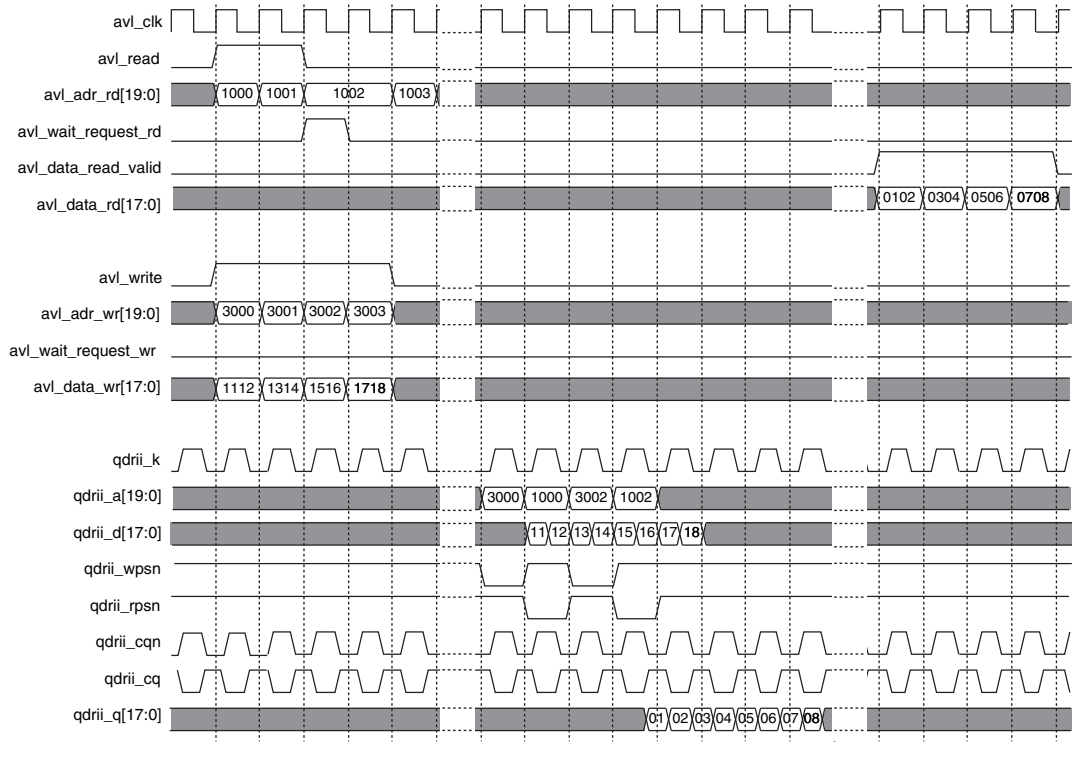 avl_clk
avl_read
avl_adr_rd[19:0] 1000 1001 1002 1003
avl_wait_request_rd
avl_data_read_valid
avl_data_rd[17:0] 0102 0304 0506 0708
avl_write
avl_adr_wr[19:0] 3000 3001 3002 3003
avl_wait_request_wr
avl_data_wr[17:0] 1112 1314 1516 1718
qdrii_k
qdrii_a[19:0] 3000 1000 3002 1002
qdrii_d[17:0] 11 12 13 14 15 16 17 18
qdrii_wpsn
qdrii_rpsn
qdrii_cqn
qdrii_cq
qdrii_q[17:0] 01 02 03 04 05 06 07 08